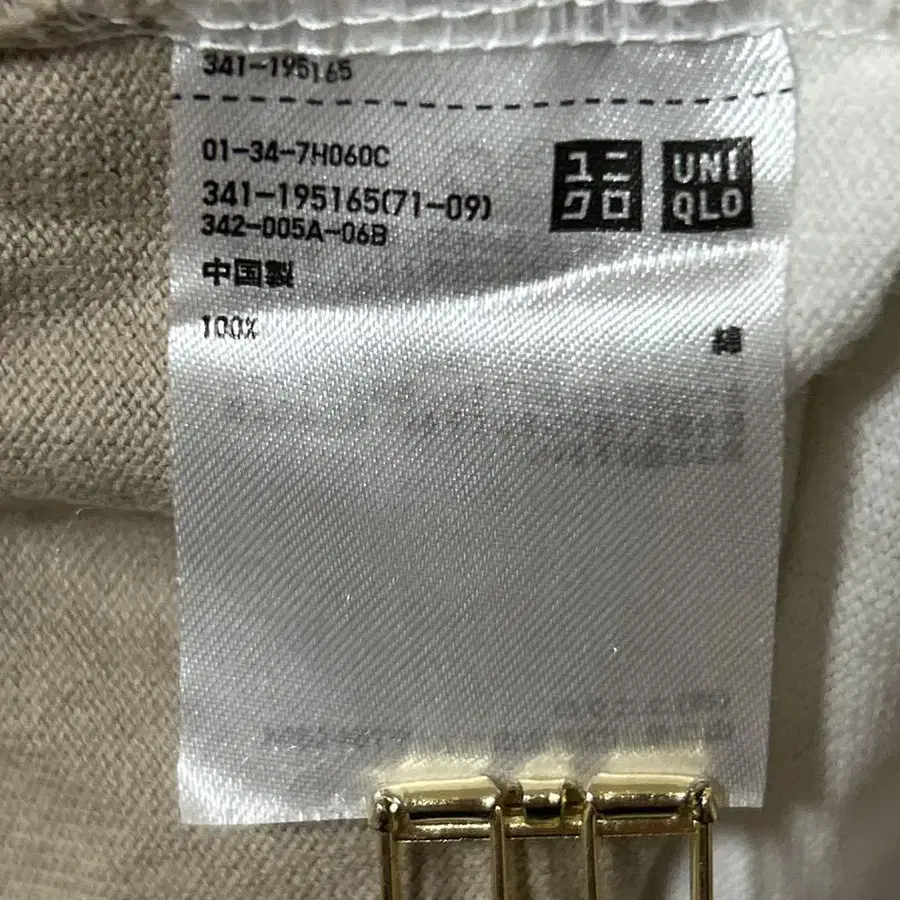 341-195165
01-34-7H060C
341-195165(71-09)
342-005A-06B
中国製
ユニ
クロ
UNI
QLO
100% 綿